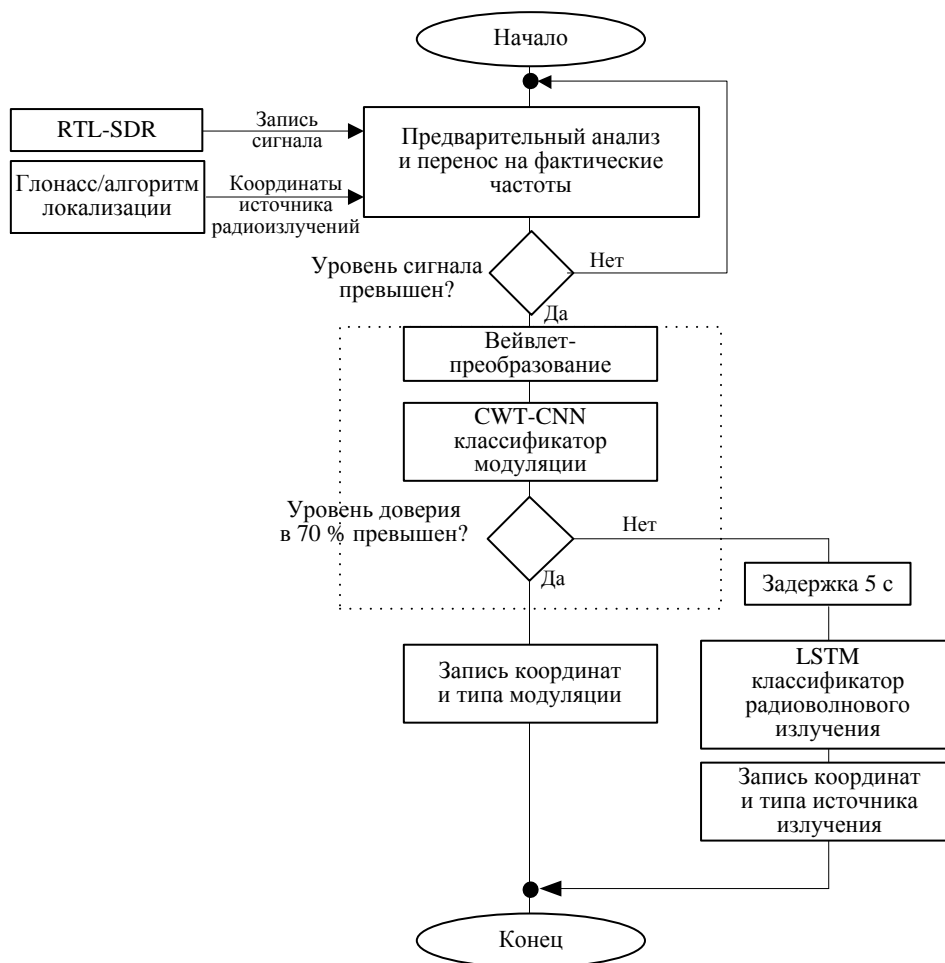 Начало
RTL-SDR
Запись
сигнала
Предварительный анализ
и перенос на фактические
частоты
Глонасс/алгоритм
локализации
Координаты
источника
радиоизлучений
Уровень сигнала
превышен?
Нет
Да
Вейвлет-
преобразование
CWT-CNN
классификатор
модуляции
Уровень доверия
в 70 % превышен?
Нет
Да
Задержка 5 с
Запись координат
и типа модуляции
LSTM
классификатор
радиоволнового
излучения
Запись координат
и типа источника
излучения
Конец